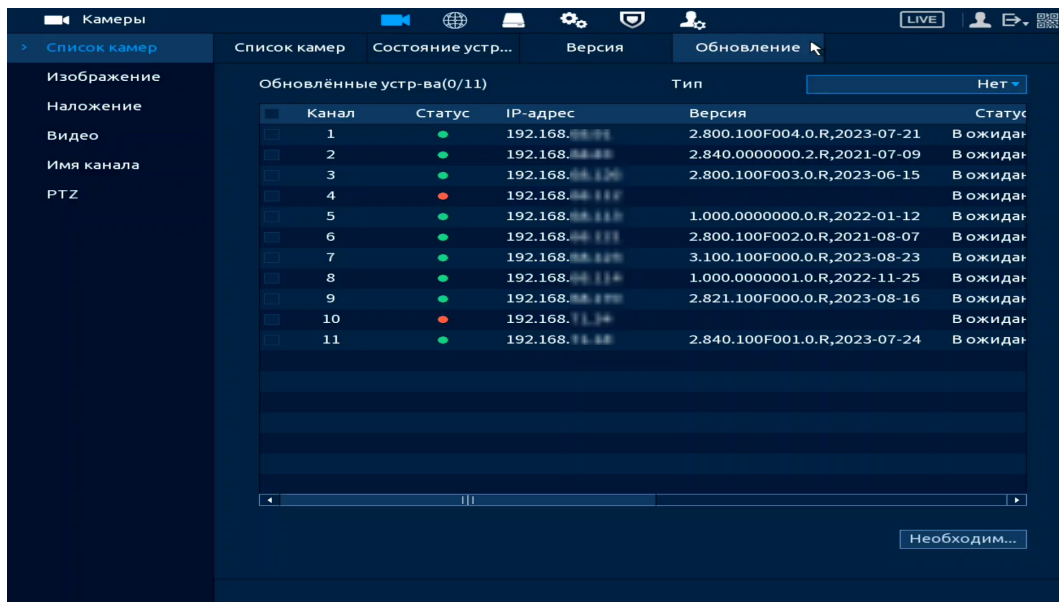 Камеры LIVE
Список камер Список камер Состояние устр... Версия Обновление
Изображение
Обновлённые устр-ва(0/11) Тип Нет
Наложение
Канал Статус IP-адрес Версия Статус
Видео
1 192.168. 2.800.100F004.0.R,2023-07-21 В ожидан
2 192.168. 2.840.0000000.2.R,2021-07-09 В ожидан
Имя канала
3 192.168. 2.800.100F003.0.R,2023-06-15 В ожидан
PTZ
4 192.168. В ожидан
5 192.168. 1.000.0000000.0.R,2022-01-12 В ожидан
6 192.168. 2.800.100F002.0.R,2021-08-07 В ожидан
7 192.168. 3.100.100F000.0.R,2023-08-23 В ожидан
8 192.168. 1.000.0000001.0.R,2022-11-25 В ожидан
9 192.168. 2.821.100F000.0.R,2023-08-16 В ожидан
10 192.168. В ожидан
11 192.168. 2.840.100F001.0.R,2023-07-24 В ожидан
Необходим...